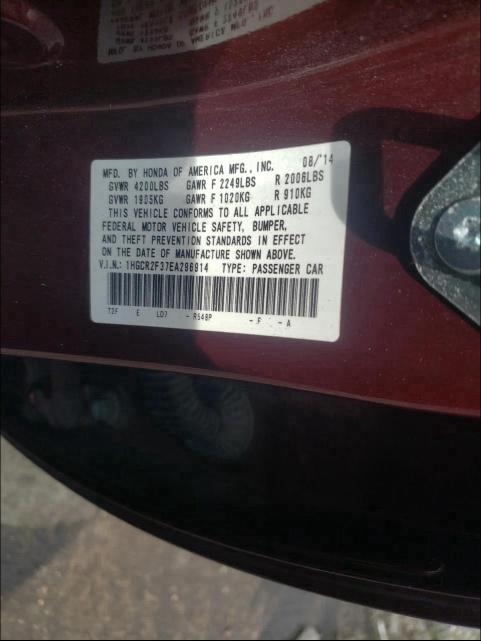 MFD. BY HONDA OF AMERICA MFG., INC. 08/'14
GVWR 4200LBS GAWR F 2249LBS R 2006LBS
GVWR 1905KG GAWR F 1020KG R 910KG
THIS VEHICLE CONFORMS TO ALL APPLICABLE
FEDERAL MOTOR VEHICLE SAFETY, BUMPER,
AND THEFT PREVENTION STANDARDS IN EFFECT
ON THE DATE OF MANUFACTURE SHOWN ABOVE.
V.I.N.: 1HGCR2F37EA296914 TYPE: PASSENGER CAR
T2F E LD7 - R548P - F - A